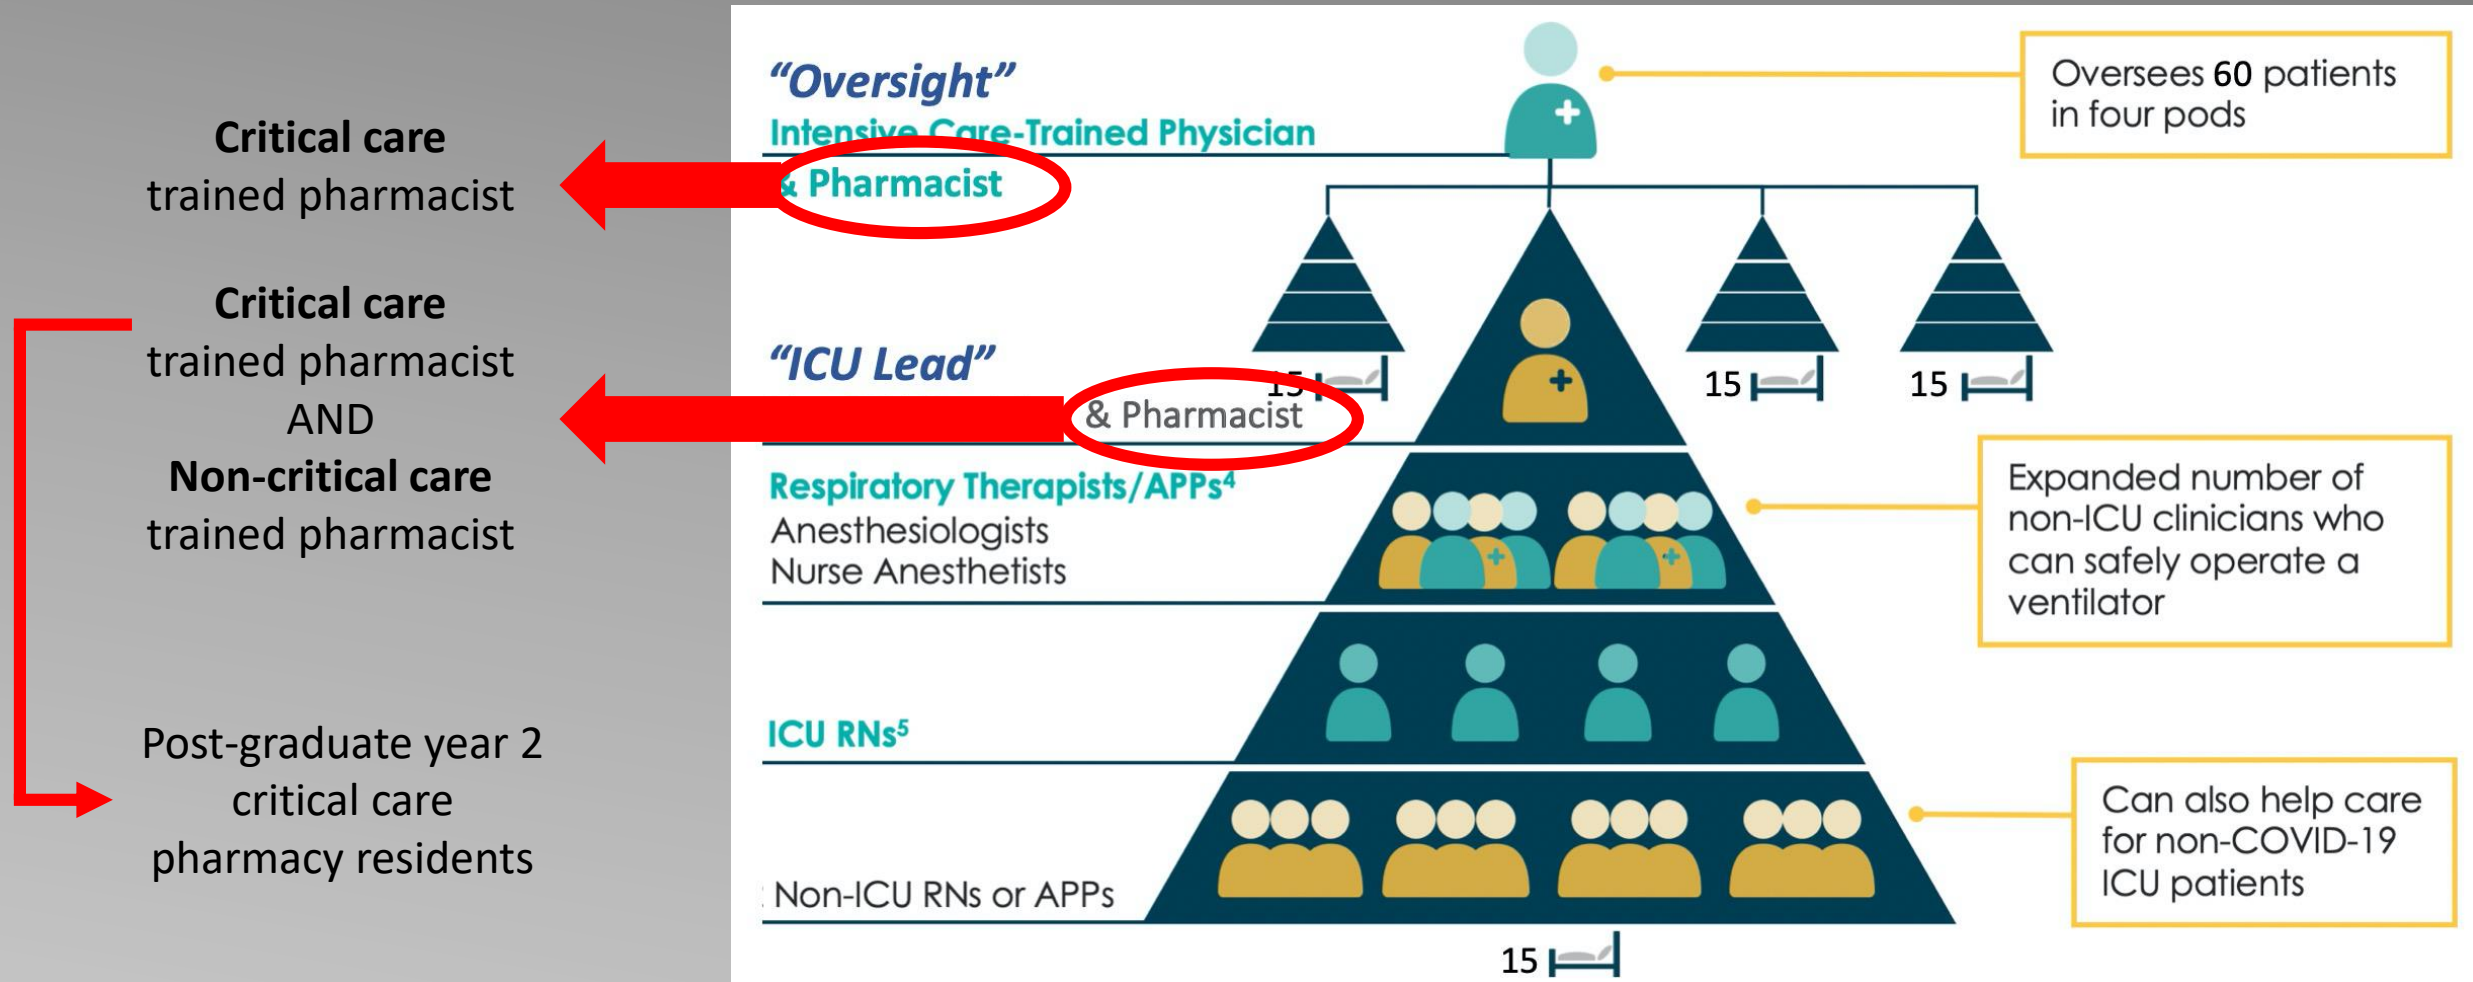 Critical care
trained pharmacist
Critical care
trained pharmacist
AND
Non-critical care
trained pharmacist
Post-graduate year 2
critical care
pharmacy residents
“Oversight”
Intensive Care-Trained Physician
& Pharmacist
Oversees 60 patients
in four pods
“ICU Lead”
& Pharmacist
15
15
15
Respiratory Therapists/APPs⁴
Anesthesiologists
Nurse Anesthetists
Expanded number of
non-ICU clinicians who
can safely operate a
ventilator
ICU RNs⁵
Non-ICU RNs or APPs
Can also help care
for non-COVID-19
ICU patients
15